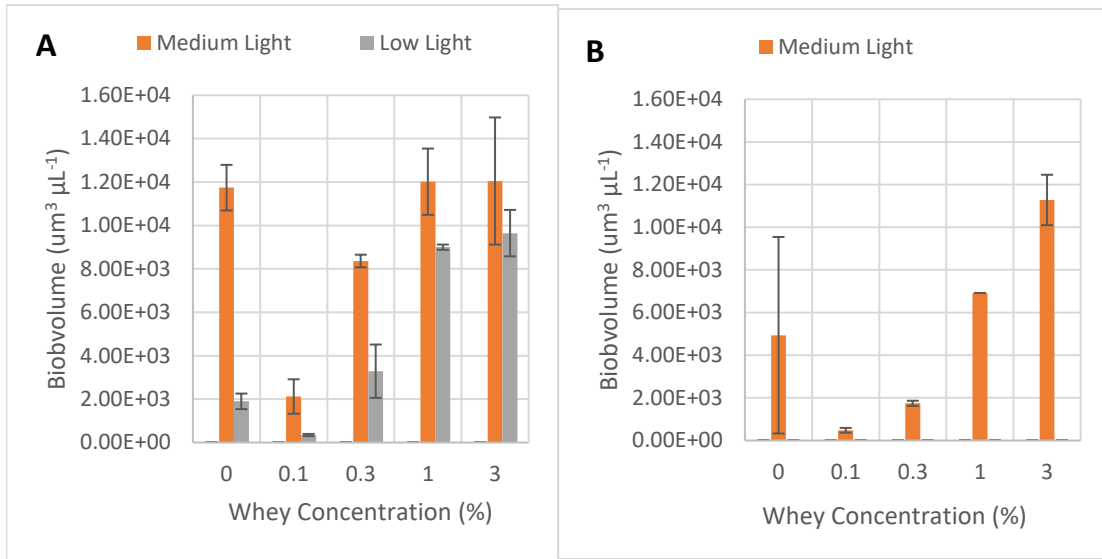 A
Medium Light
Low Light
Biobvolume (um³ µL⁻¹)
1.60E+04
1.40E+04
1.20E+04
1.00E+04
8.00E+03
6.00E+03
4.00E+03
2.00E+03
0.00E+00
0 0.1 0.3 1 3
Whey Concentration (%)
B
Medium Light
Biobvolume (um³ µL⁻¹)
1.60E+04
1.40E+04
1.20E+04
1.00E+04
8.00E+03
6.00E+03
4.00E+03
2.00E+03
0.00E+00
0 0.1 0.3 1 3
Whey Concentration (%)